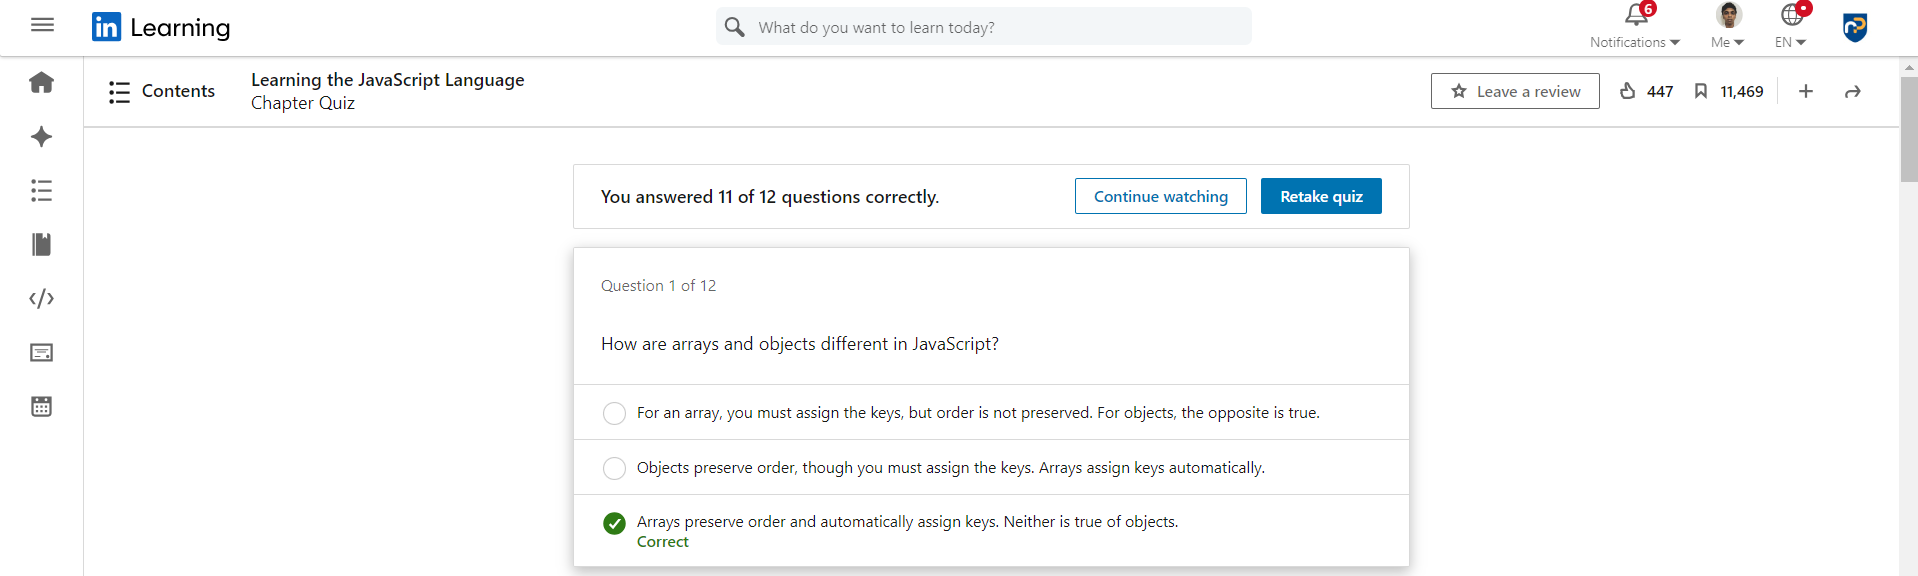 in Learning
What do you want to learn today?
6
Notifications
Me
EN
Contents
Learning the JavaScript Language
Chapter Quiz
Leave a review
447
11,469
You answered 11 of 12 questions correctly.
Continue watching
Retake quiz
Question 1 of 12
How are arrays and objects different in JavaScript?
For an array, you must assign the keys, but order is not preserved. For objects, the opposite is true.
Objects preserve order, though you must assign the keys. Arrays assign keys automatically.
Arrays preserve order and automatically assign keys. Neither is true of objects.
Correct